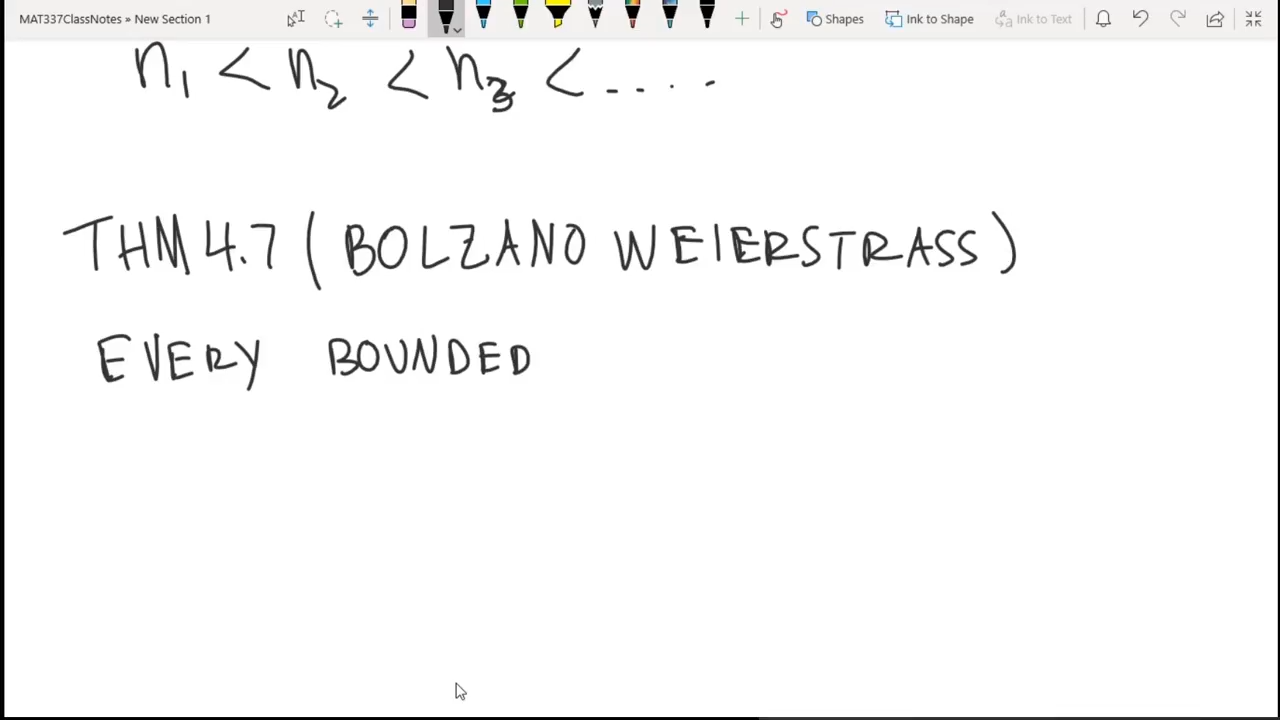 MAT337ClassNotes » New Section 1 Shapes Ink to Shape Ink to Text
n₁ < n₂ < n₃ < ....
THM 4.7 (BOLZANO WEIERSTRASS)
EVERY BOUNDED